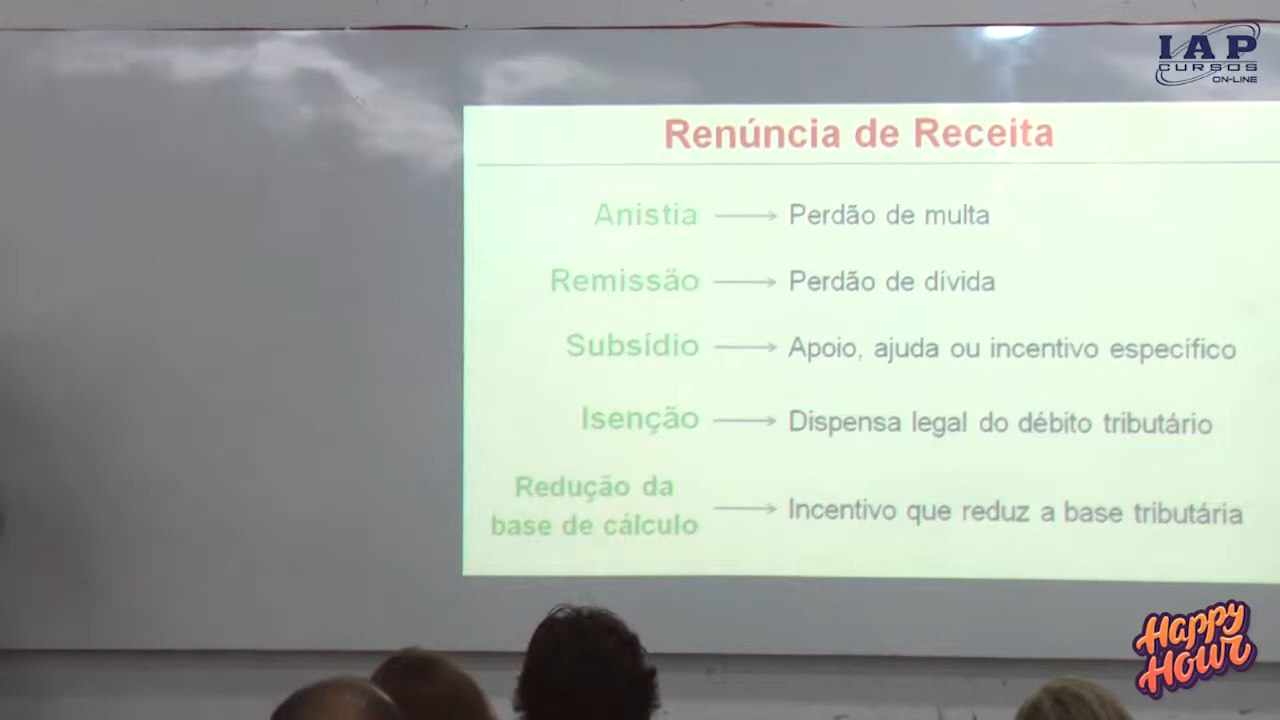 IAP
CURSOS
ON-LINE
Renúncia de Receita
Anistia → Perdão de multa
Remissão → Perdão de dívida
Subsídio → Apoio, ajuda ou incentivo específico
Isenção → Dispensa legal do débito tributário
Redução da
base de cálculo → Incentivo que reduz a base tributária
Happy
Hour